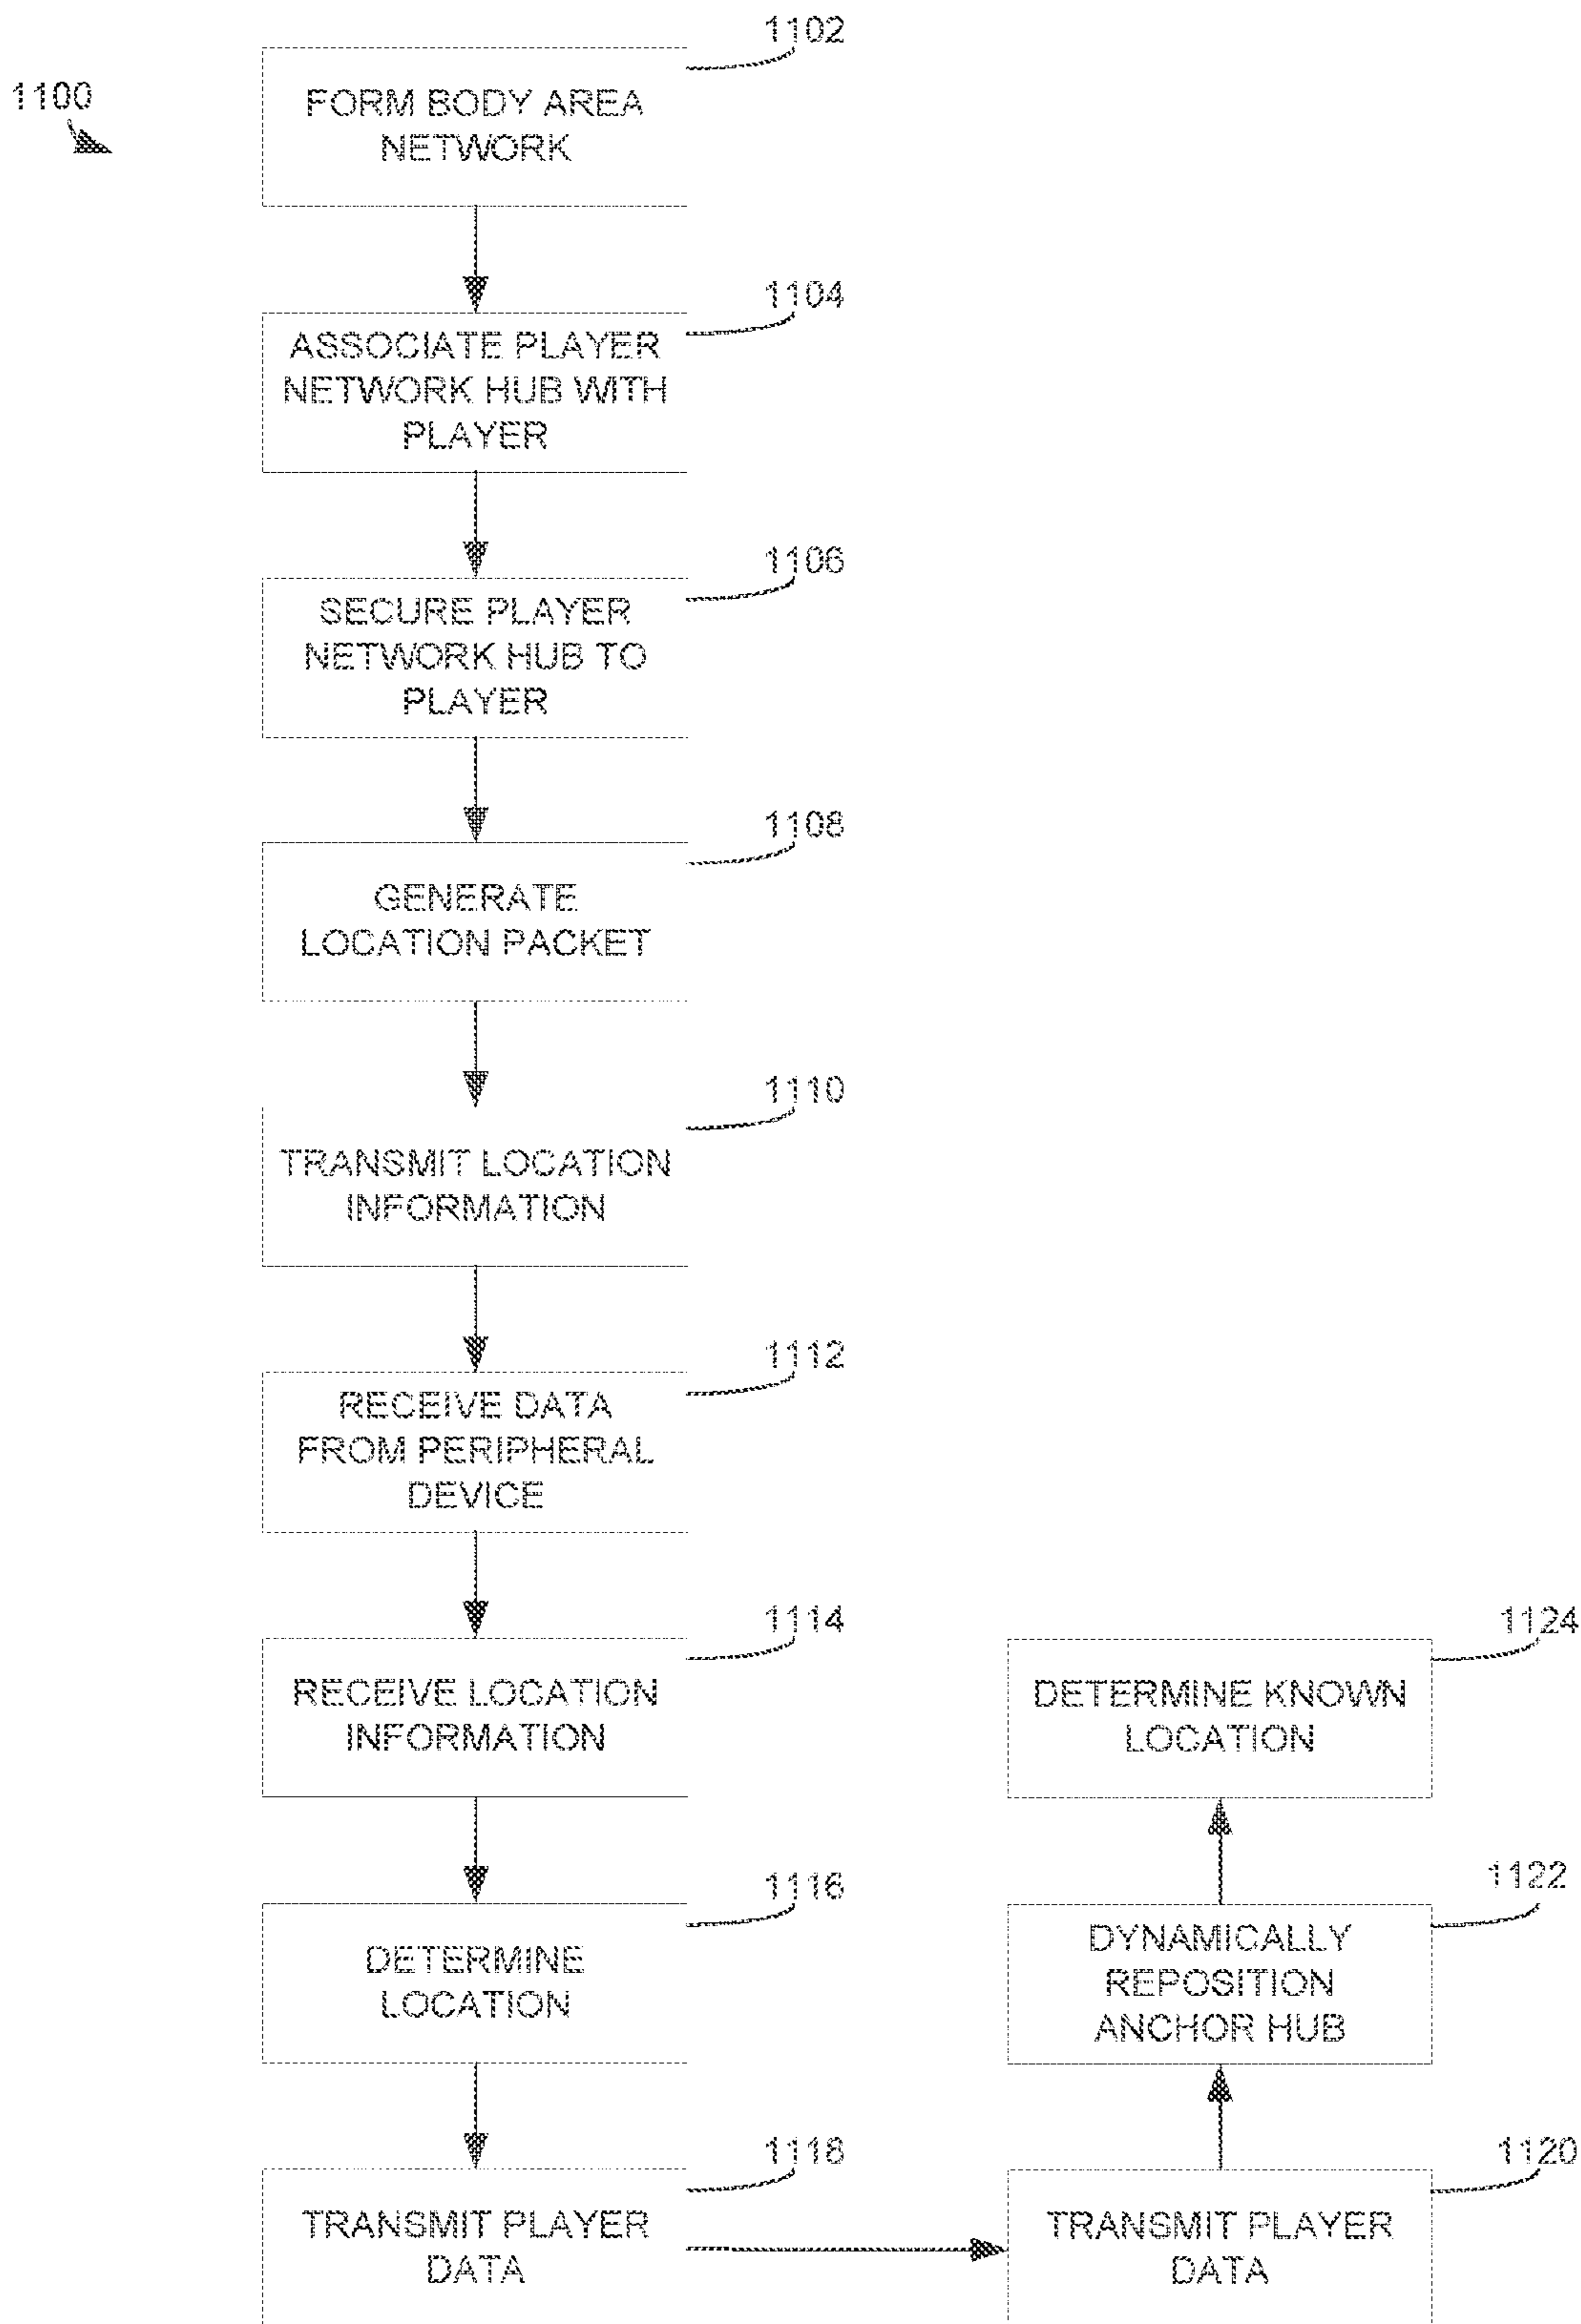 1100
1102
FORM BODY AREA
NETWORK
1104
ASSOCIATE PLAYER
NETWORK HUB WITH
PLAYER
1106
SECURE PLAYER
NETWORK HUB TO
PLAYER
1108
GENERATE
LOCATION PACKET
1110
TRANSMIT LOCATION
INFORMATION
1112
RECEIVE DATA
FROM PERIPHERAL
DEVICE
1114
RECEIVE LOCATION
INFORMATION
1116
DETERMINE
LOCATION
1118
TRANSMIT PLAYER
DATA
1120
TRANSMIT PLAYER
DATA
1122
DYNAMICALLY
REPOSITION
ANCHOR HUB
1124
DETERMINE KNOWN
LOCATION